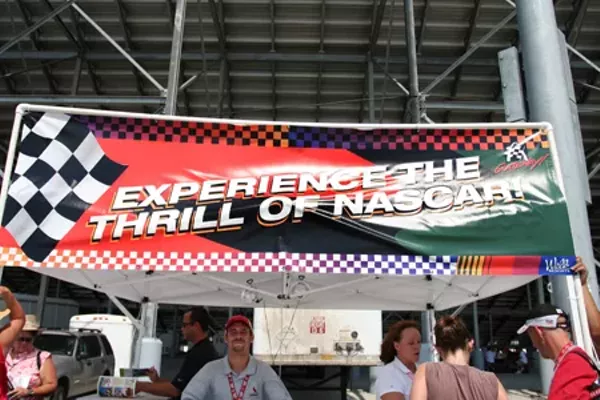 EXPERIENCE THE
THRILL OF NASCAR!